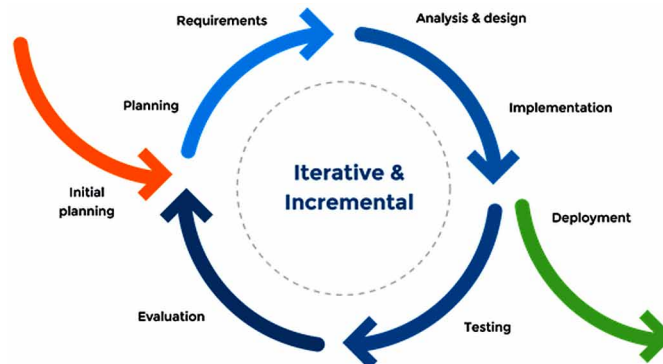 Requirements
Analysis & design
Planning
Implementation
Iterative &
Incremental
Initial
planning
Deployment
Evaluation
Testing